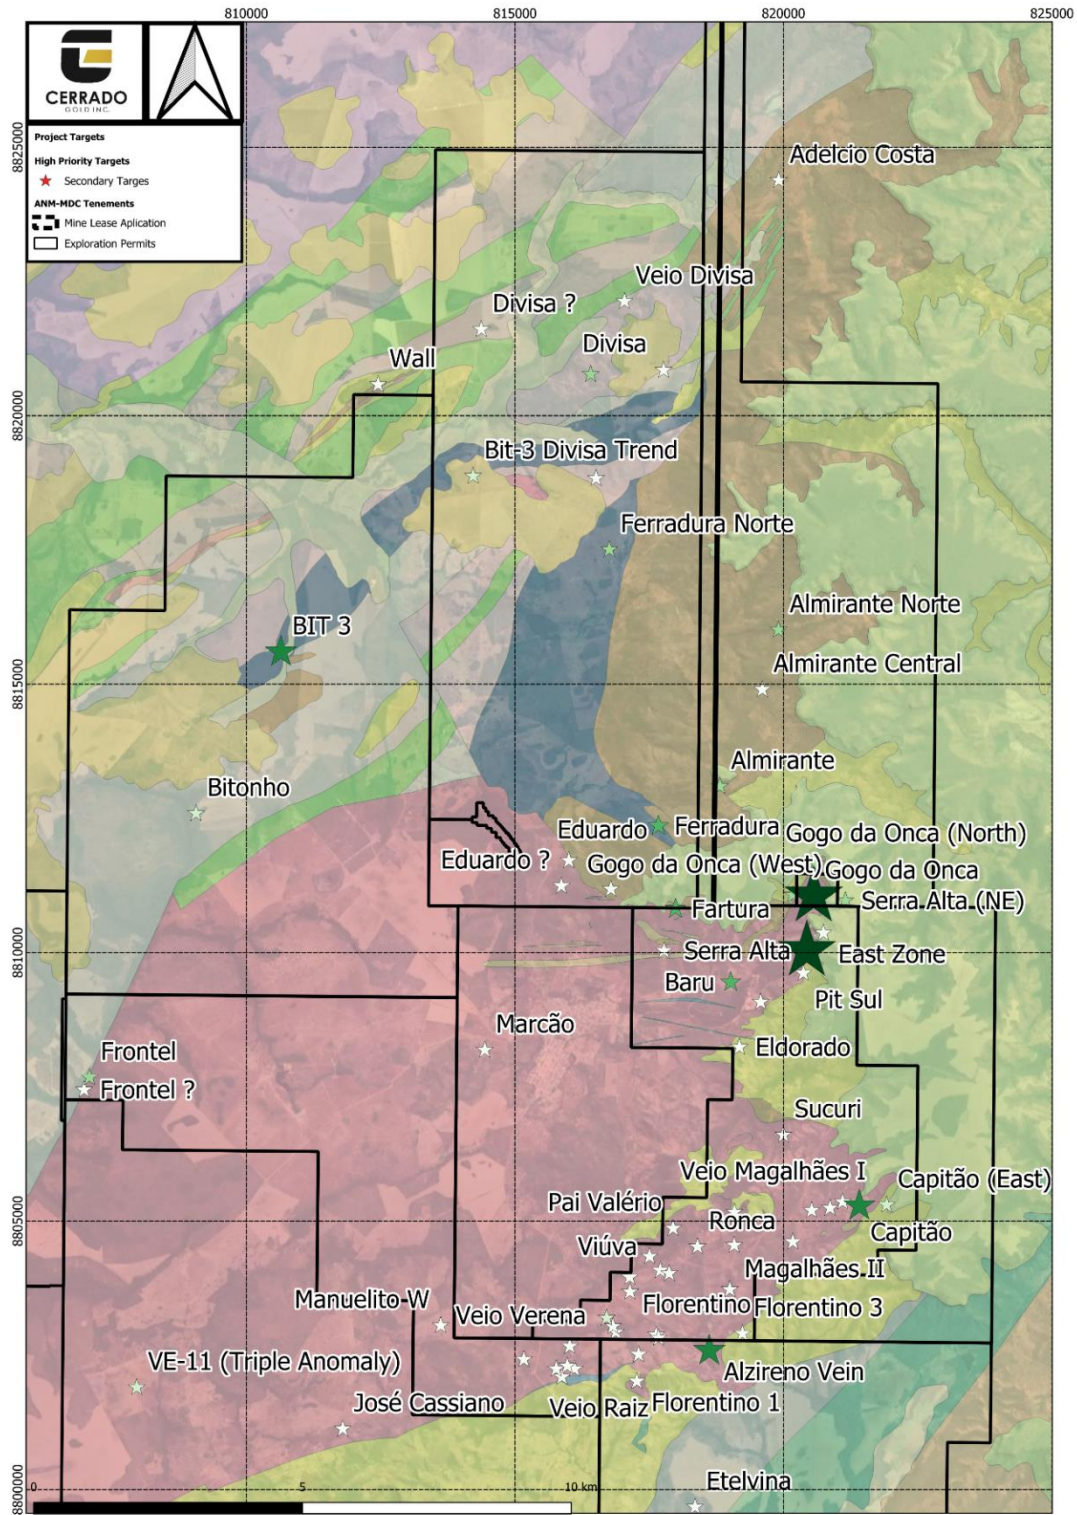 810000
815000
820000
825000
CERRADO
GOLD INC.
Project Targets
High Priority Targets
Secondary Targes
ANM-MDC Tenements
Mine Lease Aplication
Exploration Permits
8825000
Adelcio Costa
Veio Divisa
Divisa ?
Divisa
Wall
8820000
Bit-3 Divisa Trend
Ferradura Norte
Almirante Norte
BIT 3
Almirante Central
8815000
Almirante
Bitonho
Eduardo
Ferradura
Gogo da Onca (North)
Eduardo ?
Gogo da Onca (West)
Gogo da Onca
Fartura
Serra Alta (NE)
8810000
Serra Alta
East Zone
Baru
Pit Sul
Marcão
Eldorado
Frontel
Frontel ?
Sucuri
Veio Magalhães I
Capitão (East)
Pai Valério
Ronca
Capitão
8805000
Viúva
Magalhães II
Manuelito W
Veio Verena
Florentino
Florentino 3
VE-11 (Triple Anomaly)
Alzireno Vein
José Cassiano
Veio Raiz
Florentino 1
Etelvina
8800000
0
5
10 km